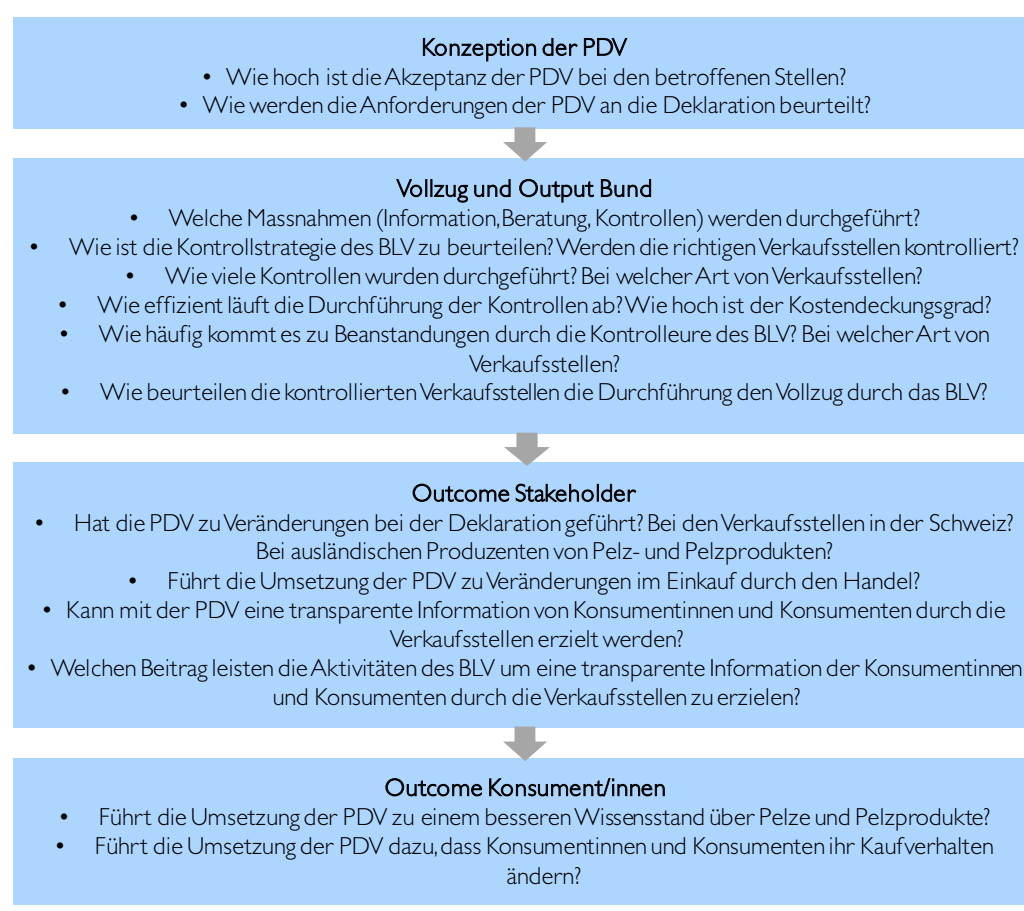 Konzeption der PDV
• Wie hoch ist die Akzeptanz der PDV bei den betroffenen Stellen?
• Wie werden die Anforderungen der PDV an die Deklaration beurteilt?
Vollzug und Output Bund
• Welche Massnahmen (Information, Beratung, Kontrollen) werden durchgeführt?
• Wie ist die Kontrollstrategie des BLV zu beurteilen? Werden die richtigen Verkaufsstellen kontrolliert?
• Wie viele Kontrollen wurden durchgeführt? Bei welcher Art von Verkaufsstellen?
• Wie effizient läuft die Durchführung der Kontrollen ab? Wie hoch ist der Kostendeckungsgrad?
• Wie häufig kommt es zu Beanstandungen durch die Kontrolleure des BLV? Bei welcher Art von
Verkaufsstellen?
• Wie beurteilen die kontrollierten Verkaufsstellen die Durchführung den Vollzug durch das BLV?
Outcome Stakeholder
• Hat die PDV zu Veränderungen bei der Deklaration geführt? Bei den Verkaufsstellen in der Schweiz?
Bei ausländischen Produzenten von Pelz- und Pelzprodukten?
• Führt die Umsetzung der PDV zu Veränderungen im Einkauf durch den Handel?
• Kann mit der PDV eine transparente Information von Konsumentinnen und Konsumenten durch die
Verkaufsstellen erzielt werden?
• Welchen Beitrag leisten die Aktivitäten des BLV um eine transparente Information der Konsumentinnen
und Konsumenten durch die Verkaufsstellen zu erzielen?
Outcome Konsument/innen
• Führt die Umsetzung der PDV zu einem besseren Wissensstand über Pelze und Pelzprodukte?
• Führt die Umsetzung der PDV dazu, dass Konsumentinnen und Konsumenten ihr Kaufverhalten
ändern?